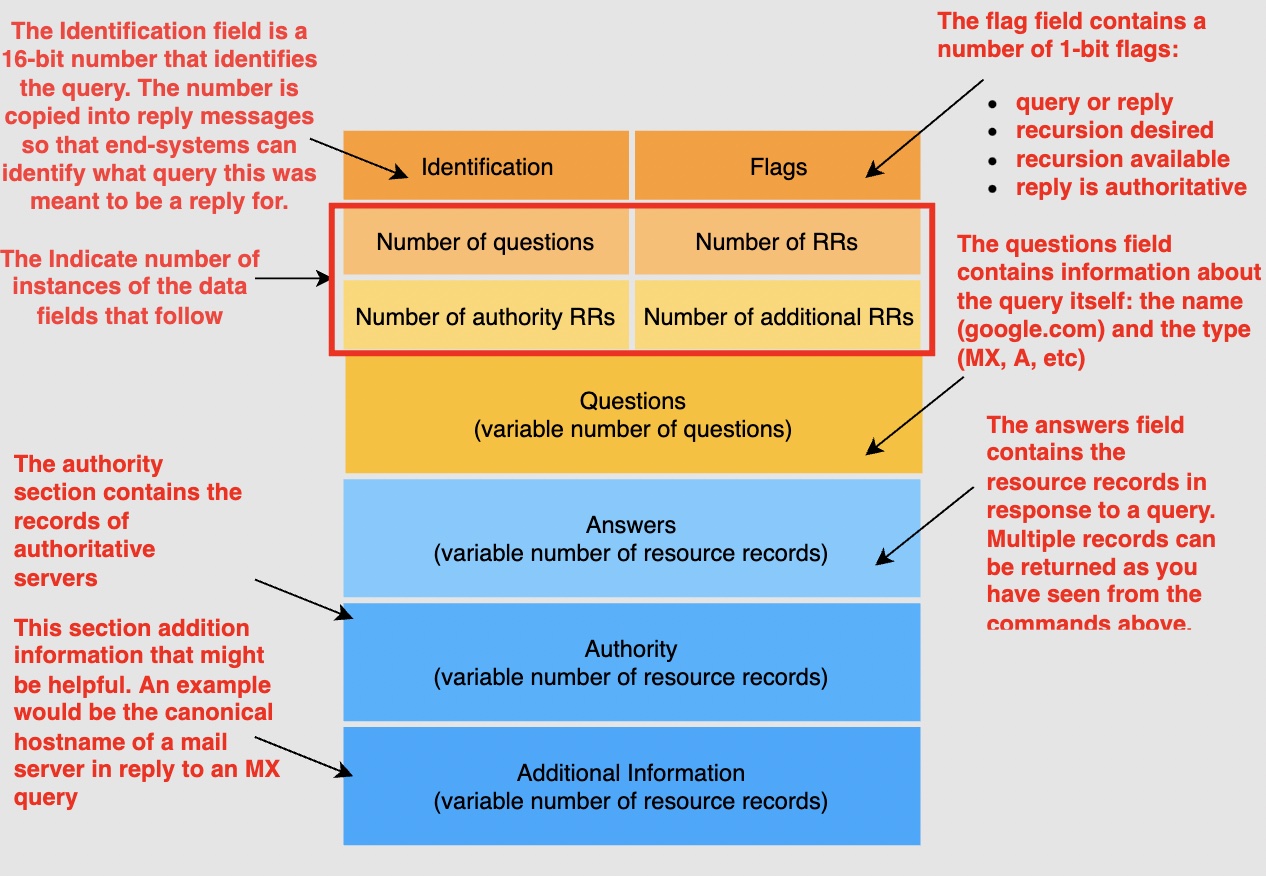 The Identification field is a
16-bit number that identifies
the query. The number is
copied into reply messages
so that end-systems can
identify what query this was
meant to be a reply for.
The flag field contains a
number of 1-bit flags:
• query or reply
• recursion desired
• recursion available
• reply is authoritative
Identification
Flags
The Indicate number of
instances of the data
fields that follow
Number of questions
Number of RRs
Number of authority RRs
Number of additional RRs
The questions field
contains information about
the query itself: the name
(google.com) and the type
(MX, A, etc)
Questions
(variable number of questions)
The answers field
contains the
resource records in
response to a query.
Multiple records can
be returned as you
have seen from the
commands above.
Answers
(variable number of resource records)
The authority
section contains the
records of
authoritative
servers
Authority
(variable number of resource records)
This section addition
information that might
be helpful. An example
would be the canonical
hostname of a mail
server in reply to an MX
query
Additional Information
(variable number of resource records)